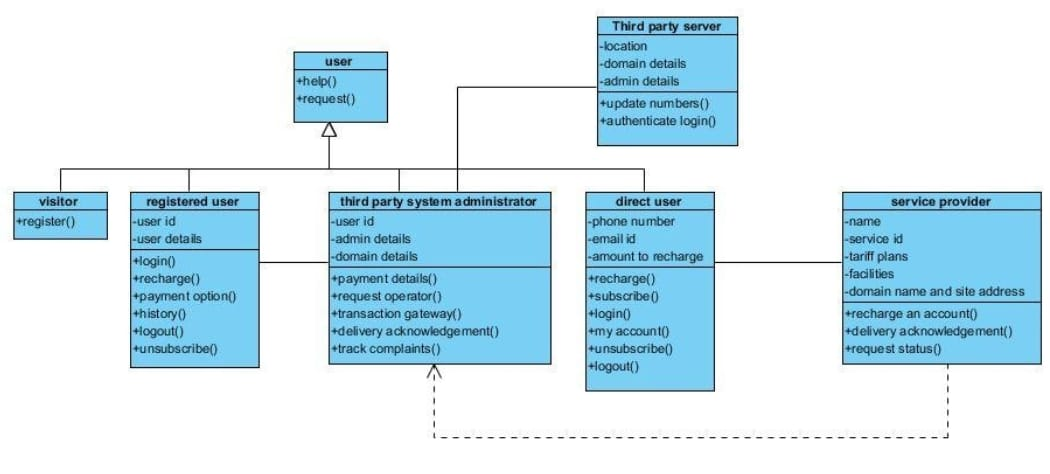 Third party server
-location
-domain details
-admin details
+update numbers()
+authenticate login()
user
+help()
+request()
visitor
+register()
registered user
-user id
-user details
+login()
+recharge()
+payment option()
+history()
+logout()
+unsubscribe()
third party system administrator
-user id
-admin details
-domain details
+payment details()
+request operator()
+transaction gateway()
+delivery acknowledgement()
+track complaints()
direct user
-phone number
-email id
-amount to recharge
+recharge()
+subscribe()
+login()
+my account()
+unsubscribe()
+logout()
service provider
-name
-service id
-tariff plans
-facilities
-domain name and site address
+recharge an account()
+delivery acknowledgement()
+request status()